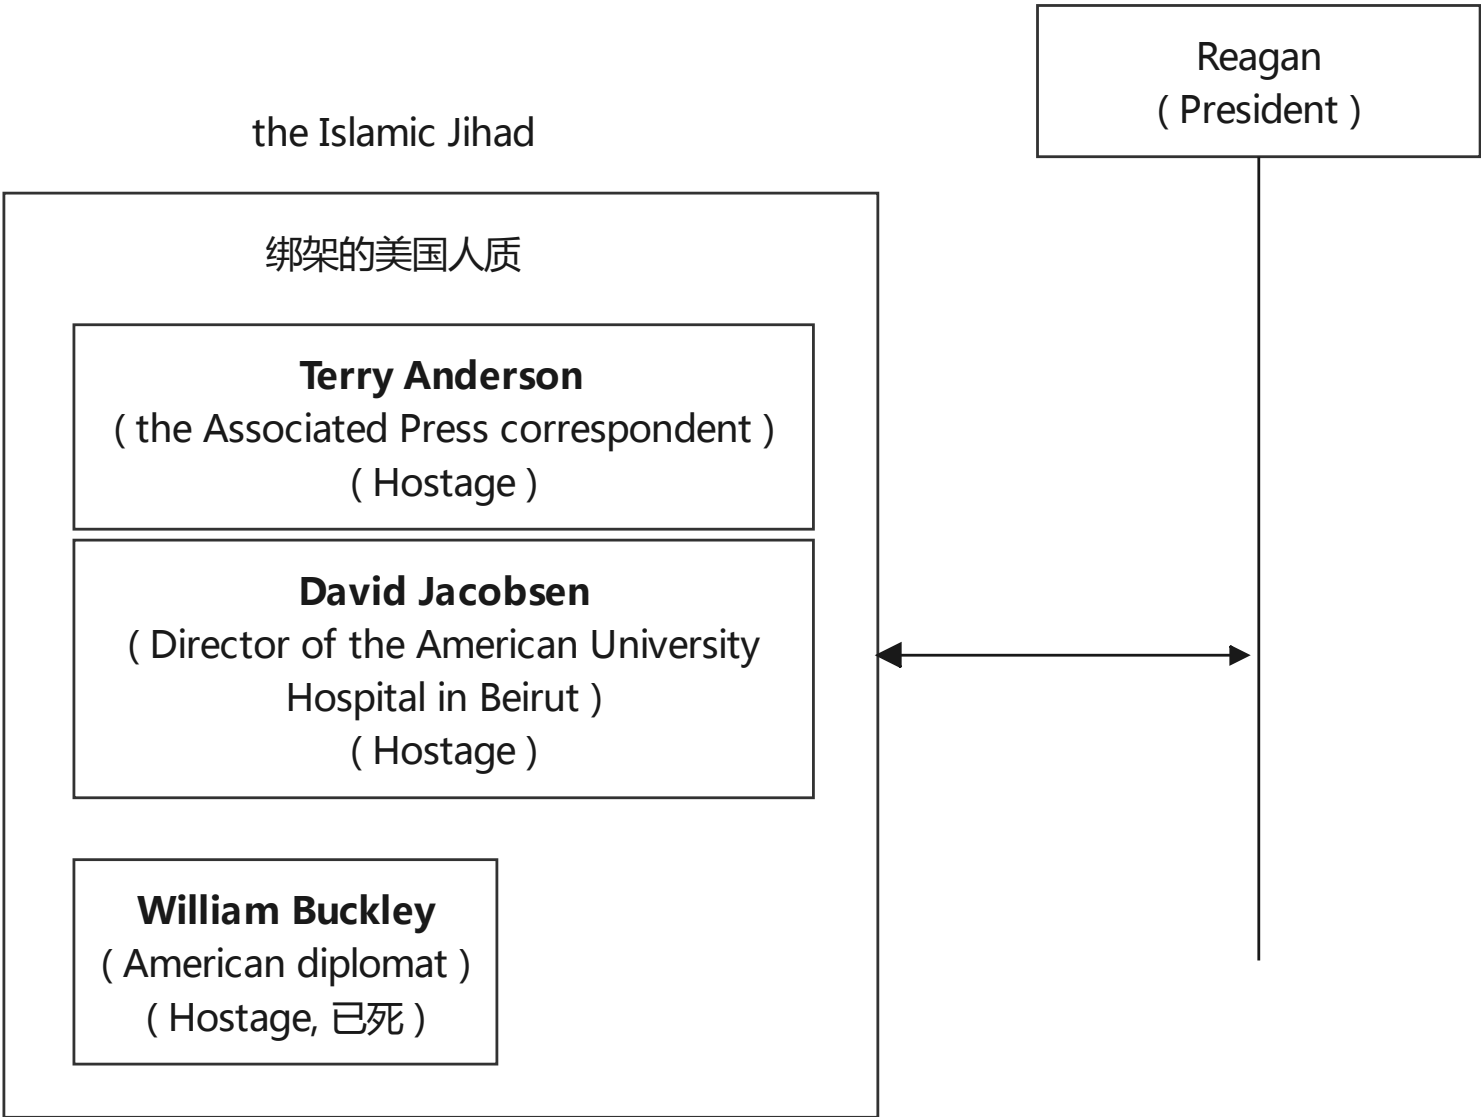 Reagan
( President )
the Islamic Jihad
绑架的美国人质
Terry Anderson
( the Associated Press correspondent )
( Hostage )
David Jacobsen
( Director of the American University
Hospital in Beirut )
( Hostage )
William Buckley
( American diplomat )
( Hostage, 已死 )